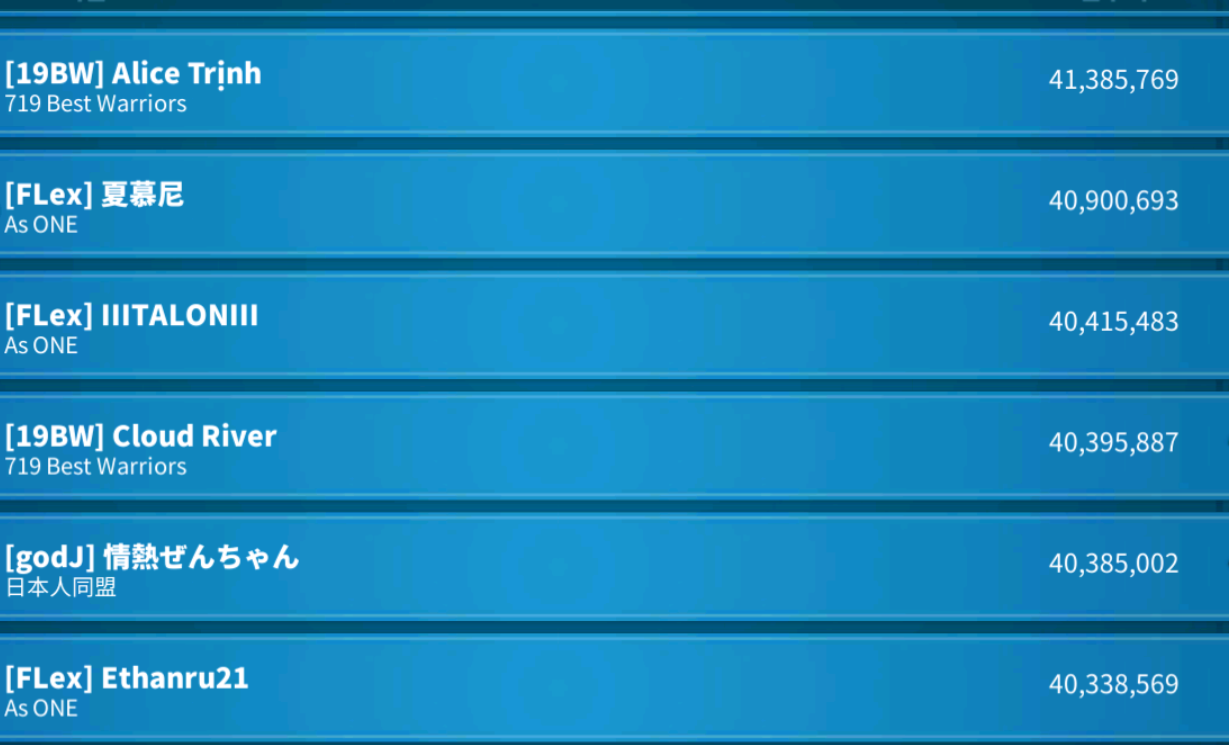 [19BW] Alice Trịnh 41,385,769
719 Best Warriors
[FLex] 夏慕尼 40,900,693
As ONE
[FLex] IIITALONIII 40,415,483
As ONE
[19BW] Cloud River 40,395,887
719 Best Warriors
[godJ] 情熱ぜんちゃん 40,385,002
日本人同盟
[FLex] Ethanru21 40,338,569
As ONE